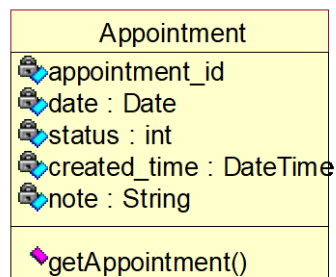 Appointment
appointment_id
date : Date
status : int
created_time : DateTime
note : String
getAppointment()